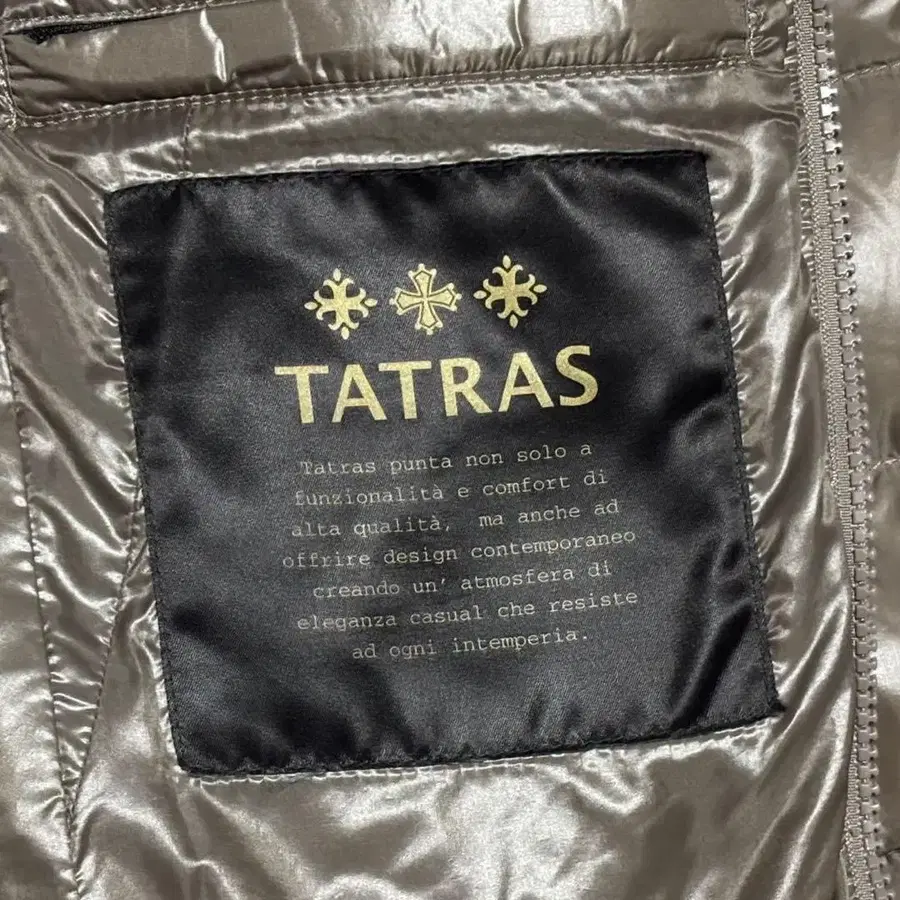 TATRAS
Tatras punta non solo a
funzionalità e comfort di
alta qualità, ma anche ad
offrire design contemporaneo
creando un' atmosfera di
eleganza casual che resiste
ad ogni intemperia.